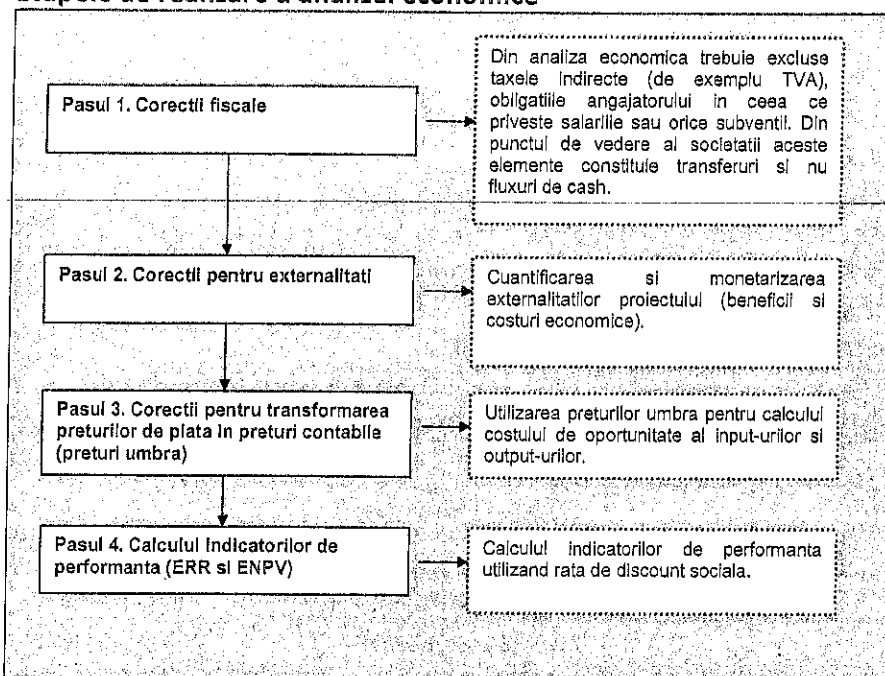 Pasul 1. Corectii fiscale
Din analiza economica trebuie excluse
taxele indirecte (de exemplu TVA),
obligatiile angajatorului in ceea ce
priveste salariile sau orice subventii. Din
punctul de vedere al societatii aceste
elemente constituie transferuri si nu
fluxuri de cash.
Pasul 2. Corectii pentru externalitati
Cuantificarea si monetarizarea
externalitatilor proiectului (beneficii si
costuri economice).
Pasul 3. Corectii pentru transformarea
preturilor de plata in preturi contabile
(preturi umbra)
Utilizarea preturilor umbra pentru calculul
costului de oportunitate al input-urilor si
output-urilor.
Pasul 4. Calculul indicatorilor de
performanta (ERR si ENPV)
Calculul indicatorilor de performanta
utilizand rata de discount sociala.